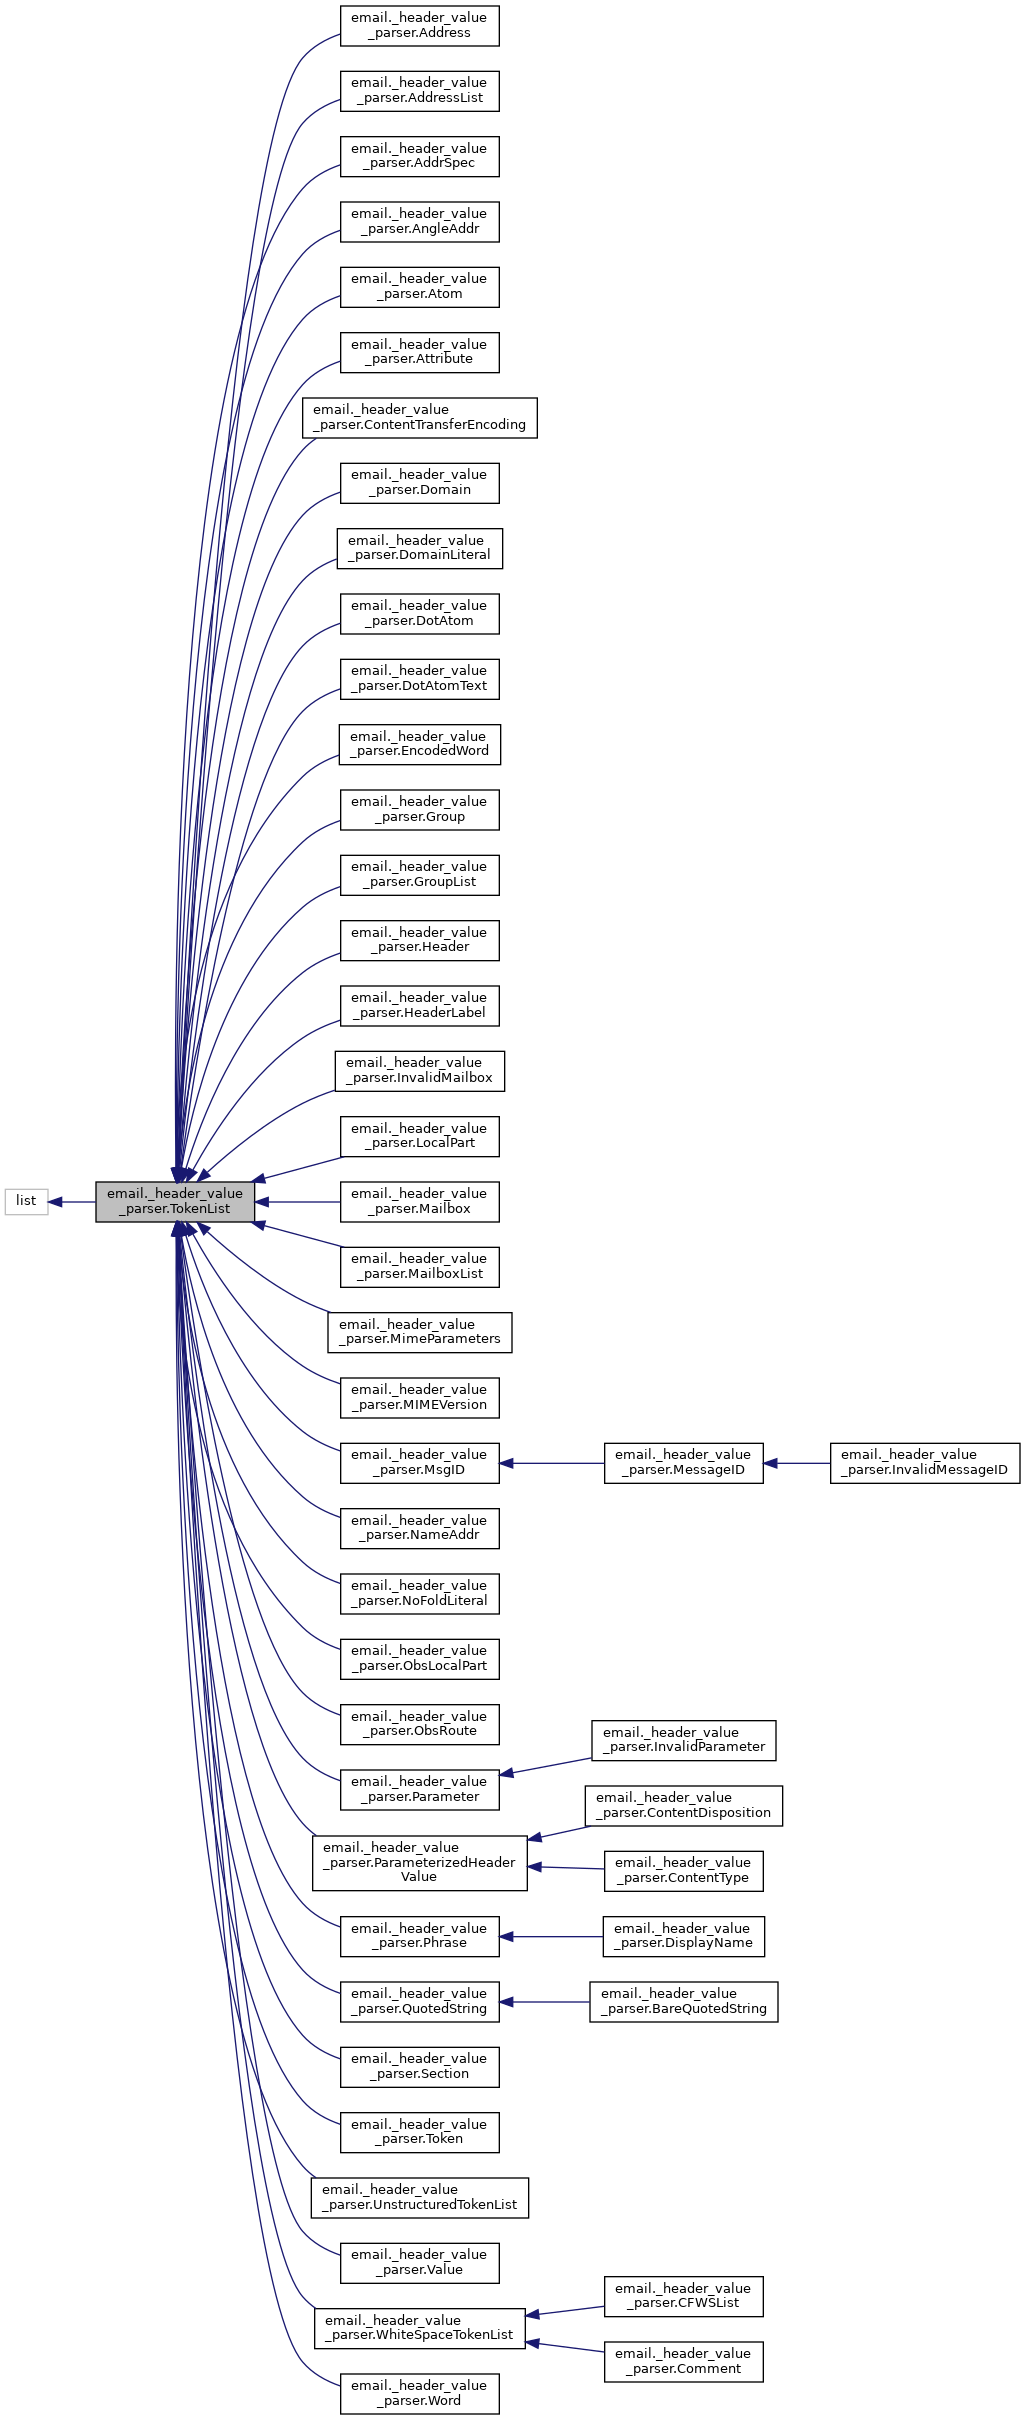 email._header_value
_parser.Address
email._header_value
_parser.AddressList
email._header_value
_parser.AddrSpec
email._header_value
_parser.AngleAddr
email._header_value
_parser.Atom
email._header_value
_parser.Attribute
email._header_value
_parser.ContentTransferEncoding
email._header_value
_parser.Domain
email._header_value
_parser.DomainLiteral
email._header_value
_parser.DotAtom
email._header_value
_parser.DotAtomText
email._header_value
_parser.EncodedWord
email._header_value
_parser.Group
email._header_value
_parser.GroupList
email._header_value
_parser.Header
email._header_value
_parser.HeaderLabel
email._header_value
_parser.InvalidMailbox
email._header_value
_parser.LocalPart
list
email._header_value
_parser.TokenList
email._header_value
_parser.Mailbox
email._header_value
_parser.MailboxList
email._header_value
_parser.MimeParameters
email._header_value
_parser.MIMEVersion
email._header_value
_parser.MsgID
email._header_value
_parser.MessageID
email._header_value
_parser.InvalidMessageID
email._header_value
_parser.NameAddr
email._header_value
_parser.NoFoldLiteral
email._header_value
_parser.ObsLocalPart
email._header_value
_parser.ObsRoute
email._header_value
_parser.InvalidParameter
email._header_value
_parser.Parameter
email._header_value
_parser.ContentDisposition
email._header_value
_parser.ParameterizedHeader
Value
email._header_value
_parser.ContentType
email._header_value
_parser.Phrase
email._header_value
_parser.DisplayName
email._header_value
_parser.QuotedString
email._header_value
_parser.BareQuotedString
email._header_value
_parser.Section
email._header_value
_parser.Token
email._header_value
_parser.UnstructuredTokenList
email._header_value
_parser.Value
email._header_value
_parser.CFWSList
email._header_value
_parser.WhiteSpaceTokenList
email._header_value
_parser.Comment
email._header_value
_parser.Word